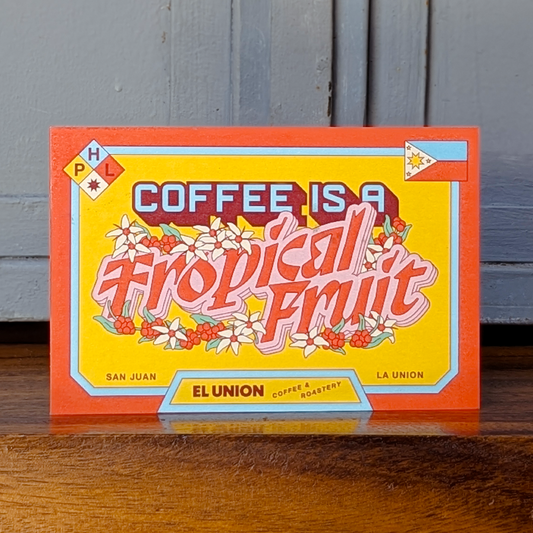 H
P L
COFFEE IS A
Tropical
Fruit
SAN JUAN
LA UNION
EL UNION COFFEE & ROASTERY